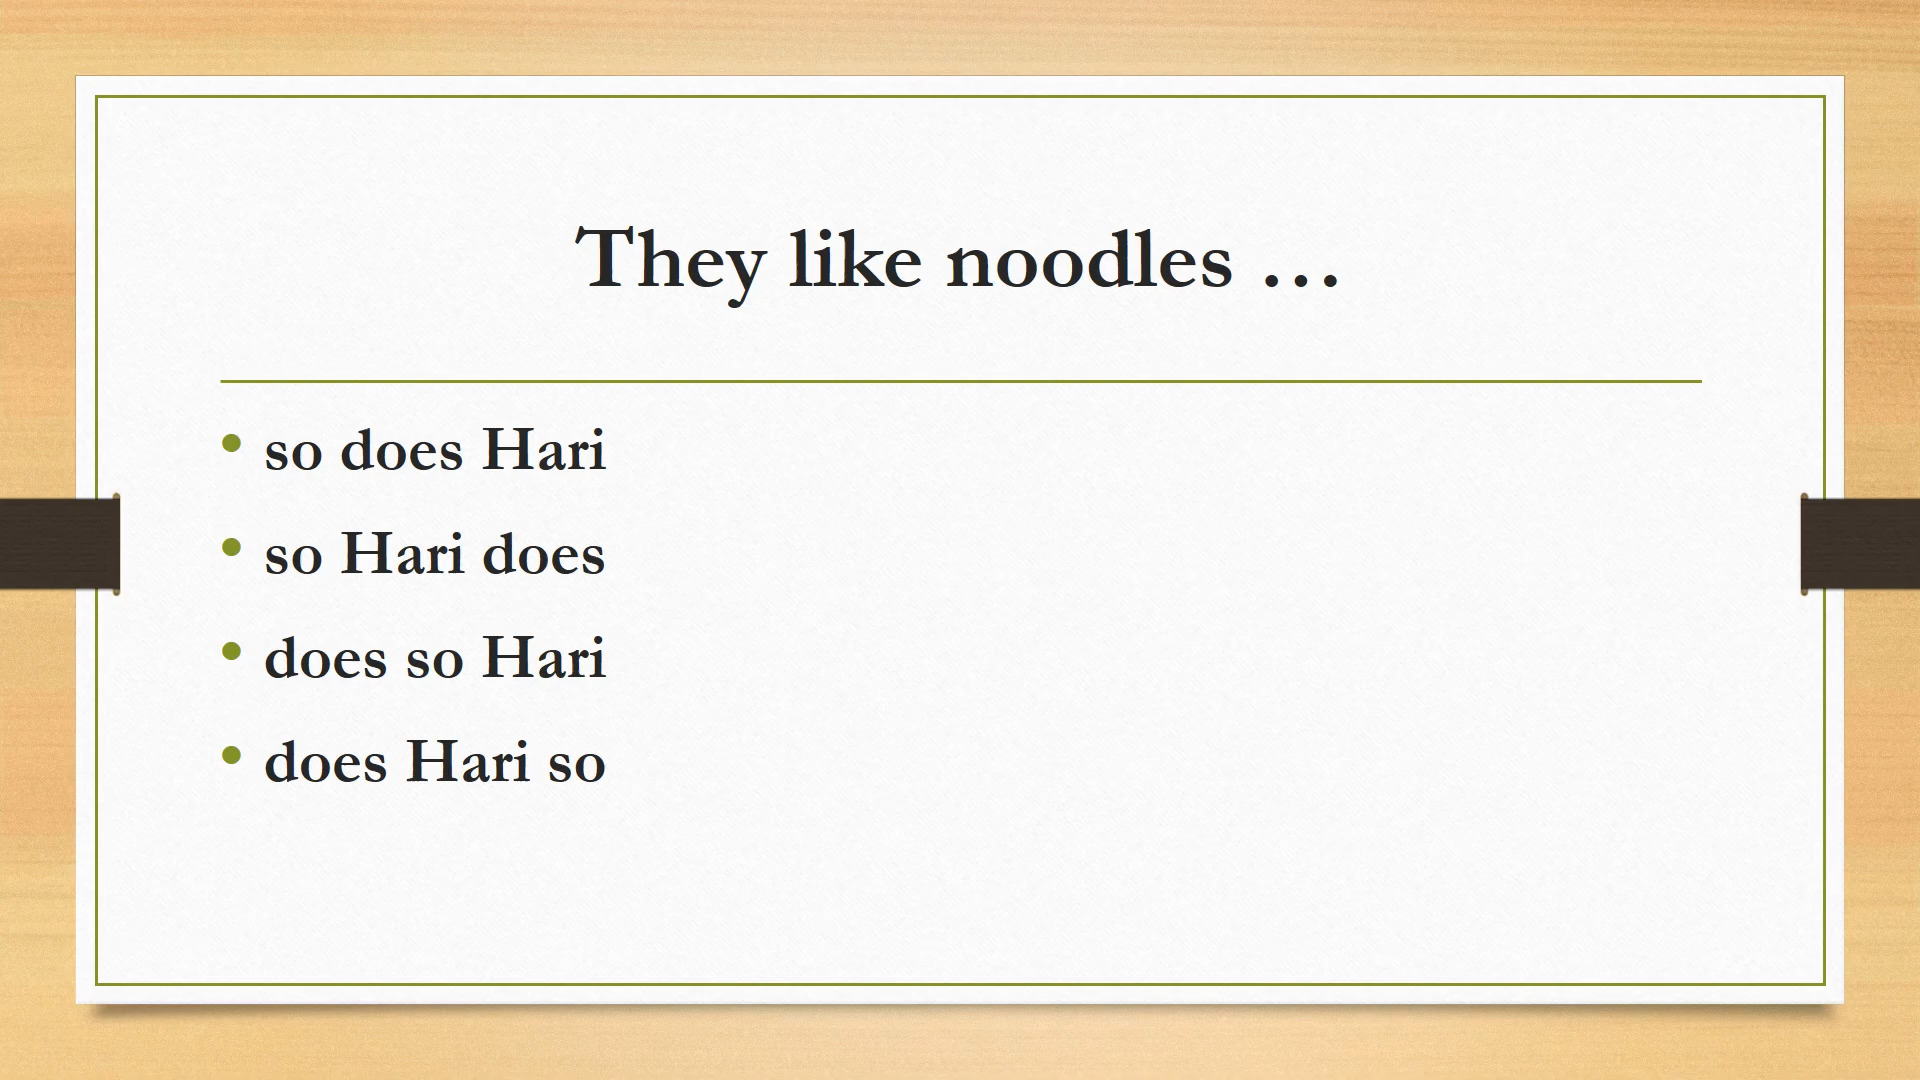 They like noodles …
• so does Hari
• so Hari does
• does so Hari
• does Hari so